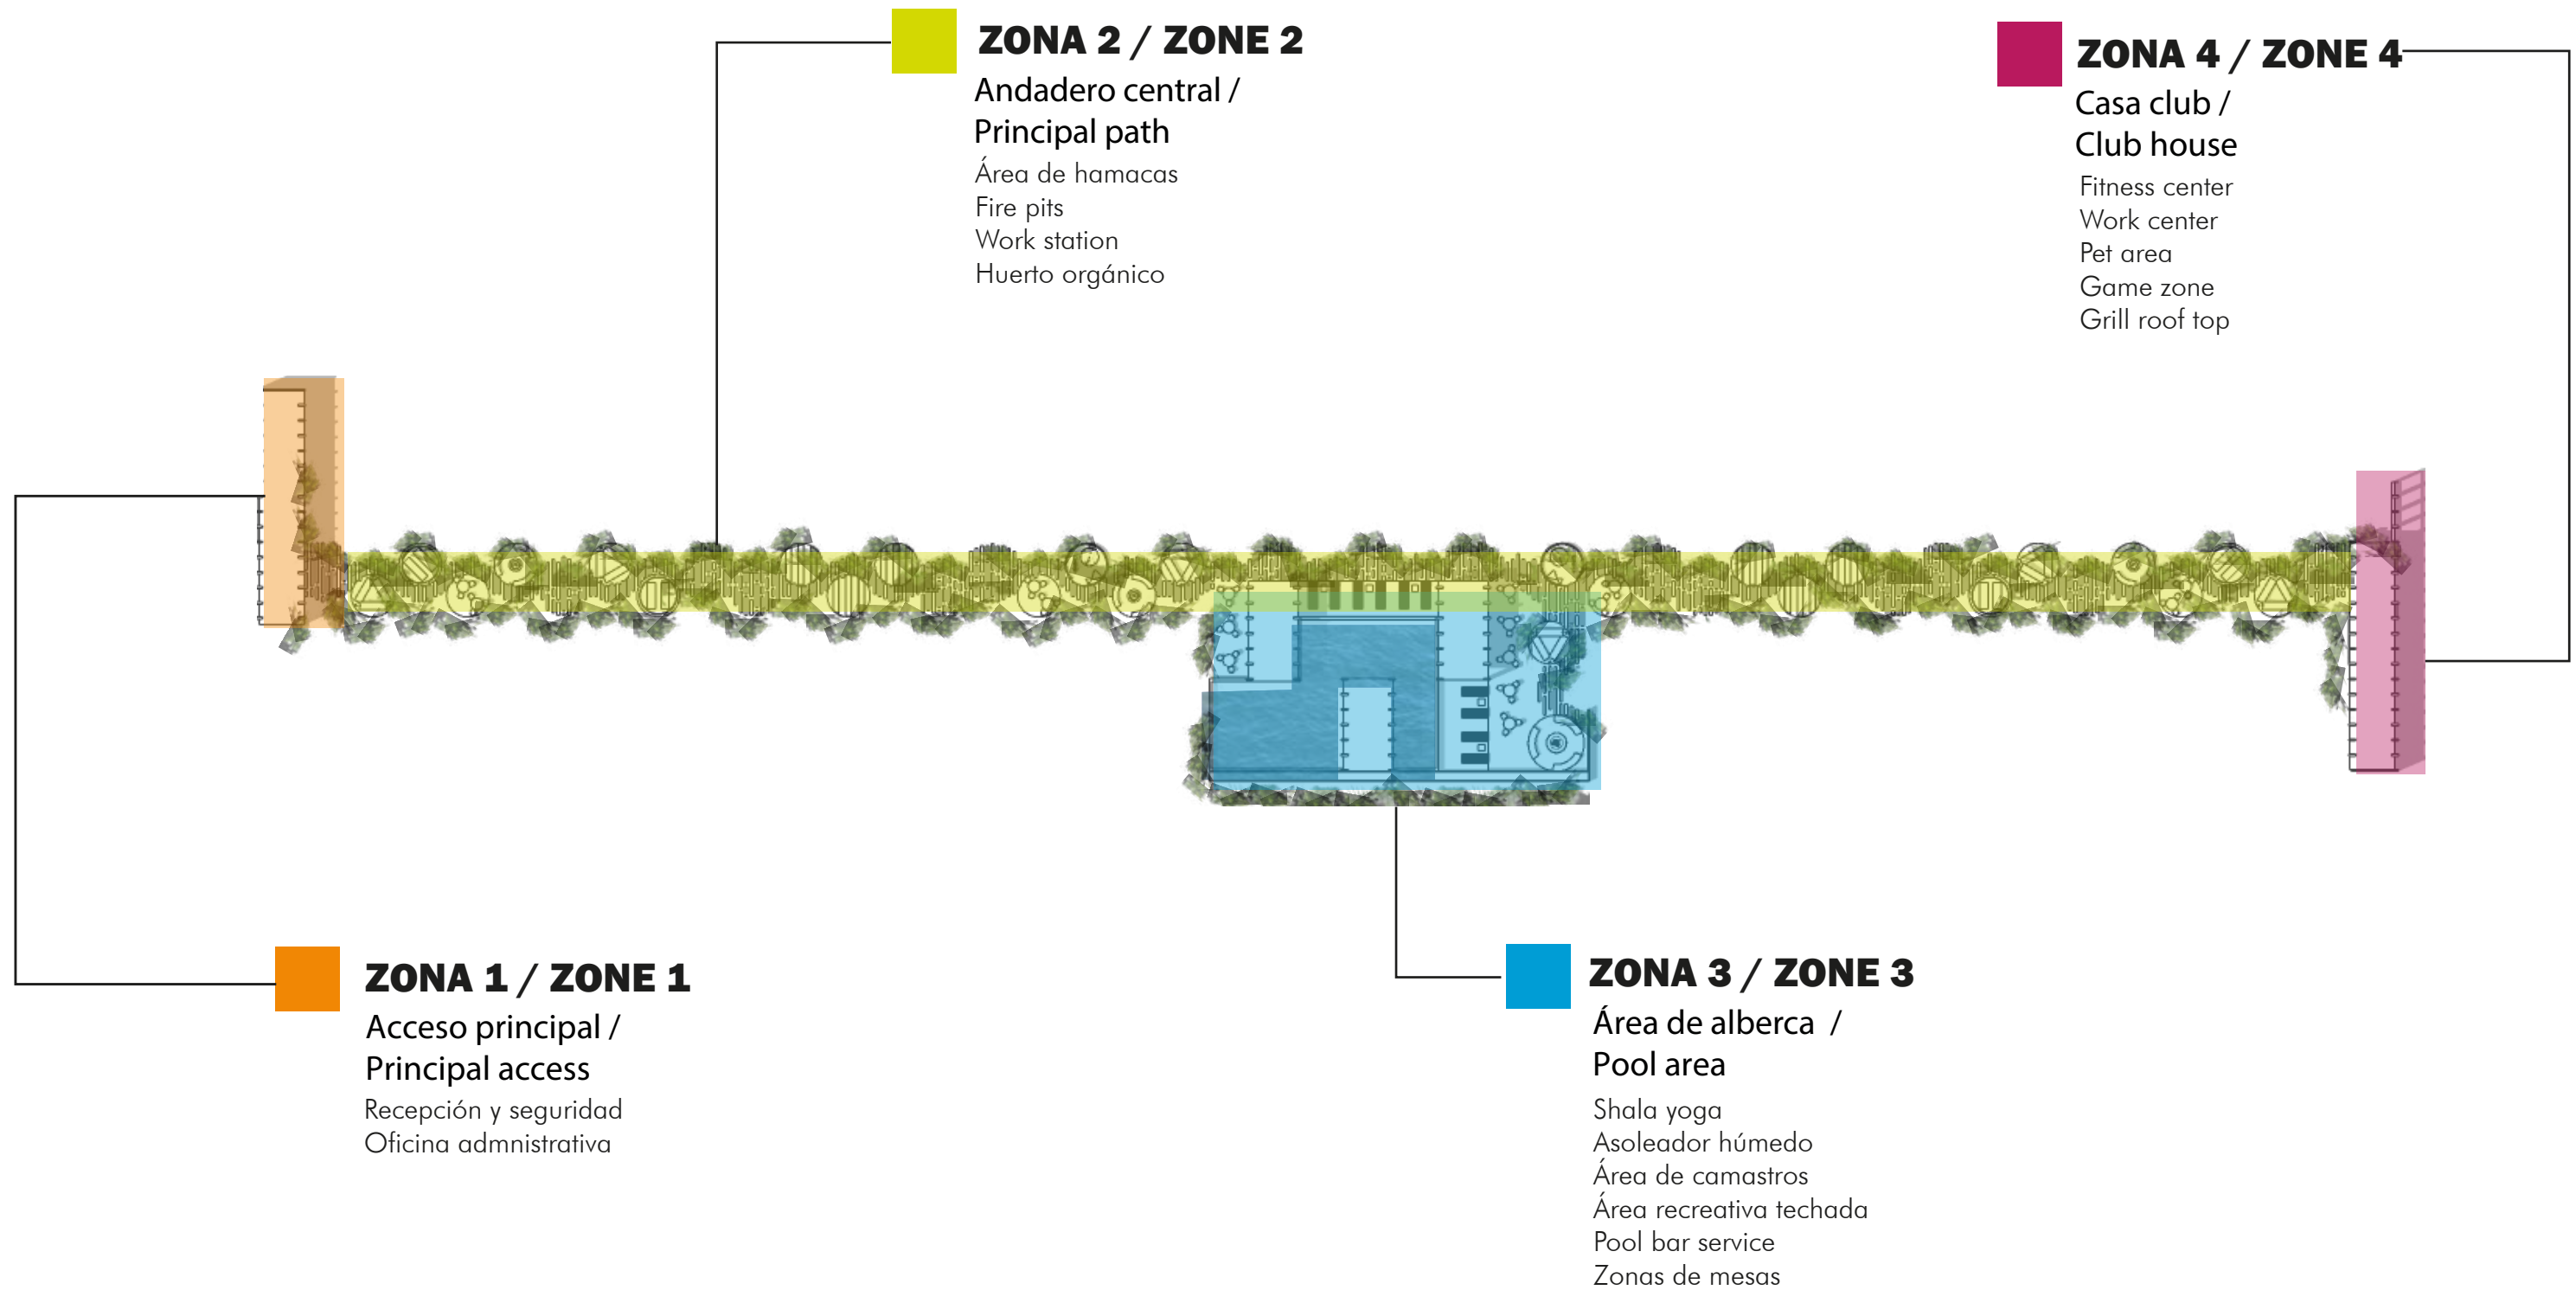 ZONA 2 / ZONE 2
Andadero central /
Principal path
Área de hamacas
Fire pits
Work station
Huerto orgánico
ZONA 4 / ZONE 4
Casa club /
Club house
Fitness center
Work center
Pet area
Game zone
Grill roof top
ZONA 1 / ZONE 1
Acceso principal /
Principal access
Recepción y seguridad
Oficina admnistrativa
ZONA 3 / ZONE 3
Área de alberca /
Pool area
Shala yoga
Asoleador húmedo
Área de camastros
Área recreativa techada
Pool bar service
Zonas de mesas